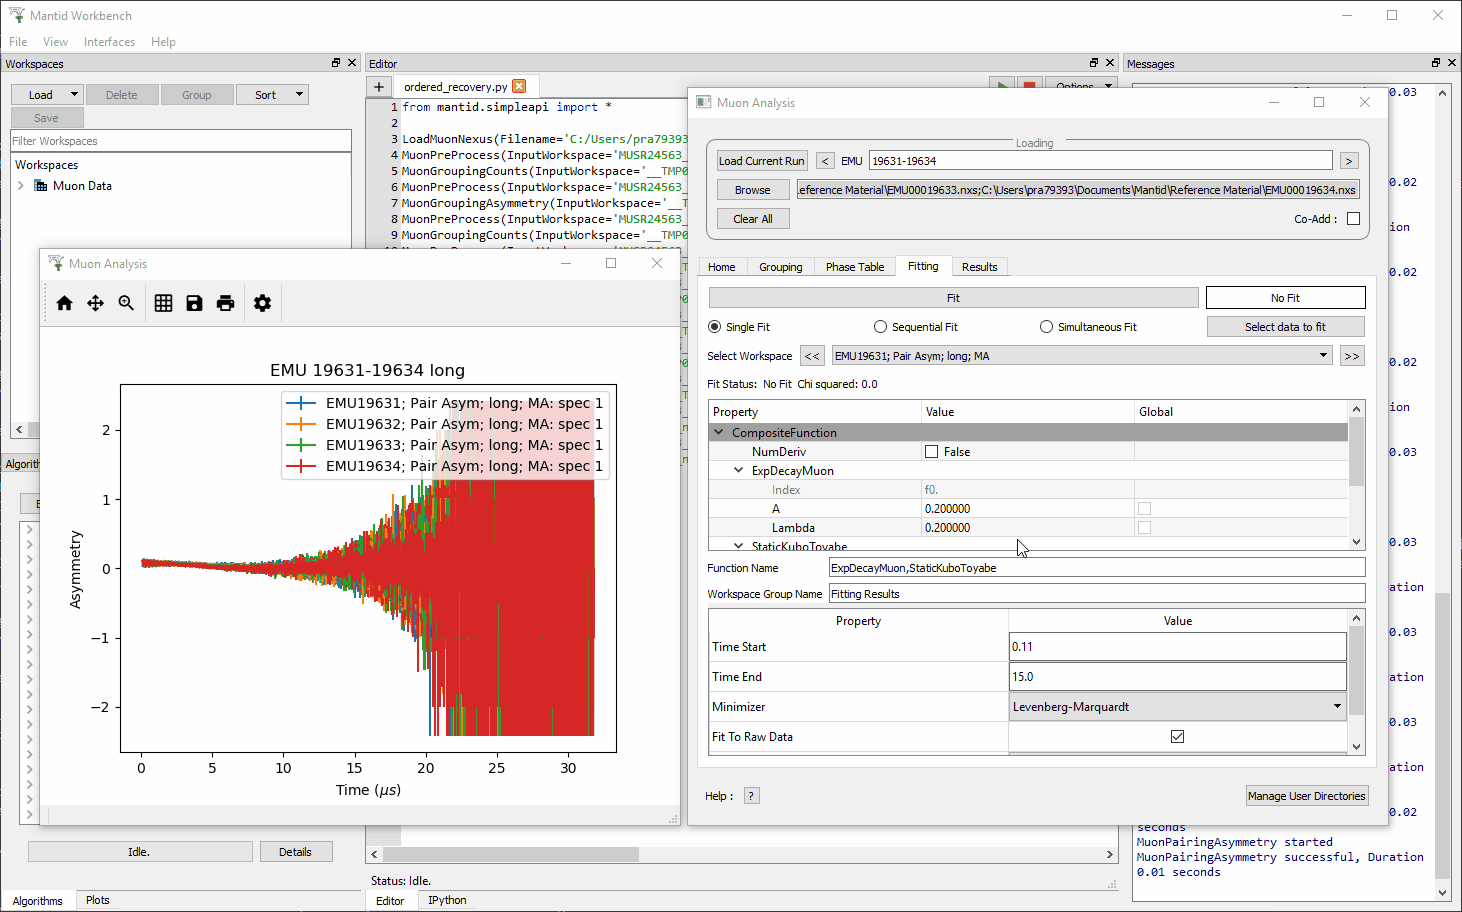 Mantid Workbench
File View Interfaces Help
Workspaces
Load Delete Group Sort
Save
Filter Workspaces
Workspaces
Muon Data
Editor
ordered_recovery.py
Options
1 from mantid.simpleapi import *
2
3 LoadMuonNexus(Filename='C:/Users/pra79393
4 MuonPreProcess(InputWorkspace='MUSR24563_
5 MuonGroupingCounts(InputWorkspace='__TMP0
6 MuonPreProcess(InputWorkspace='MUSR24563_
7 MuonGroupingAsymmetry(InputWorkspace='__T
8 MuonPreProcess(InputWorkspace='MUSR24563_
9 MuonGroupingCounts(InputWorkspace='__TMP0
Messages
0.03
0.02
ion
0.02
0.02
ion
0.03
0.03
ation
0.03
ation
0.03
ation
0.02
seconds
MuonPairingAsymmetry started
MuonPairingAsymmetry successful, Duration
0.01 seconds
Muon Analysis
EMU 19631-19634 long
EMU19631; Pair Asym; long; MA: spec 1
EMU19632; Pair Asym; long; MA: spec 1
EMU19633; Pair Asym; long; MA: spec 1
EMU19634; Pair Asym; long; MA: spec 1
2
1
0
−1
−2
Asymmetry
0 5 10 15 20 25 30
Time (μs)
Muon Analysis
Loading
Load Current Run < EMU 19631-19634 >
Browse eference Material\EMU00019633.nxs;C:\Users\pra79393\Documents\Mantid\Reference Material\EMU00019634.nxs
Clear All Co-Add :
Home Grouping Phase Table Fitting Results
Fit No Fit
Single Fit Sequential Fit Simultaneous Fit Select data to fit
Select Workspace << EMU19631; Pair Asym; long; MA >>
Fit Status: No Fit Chi squared: 0.0
Property Value Global
CompositeFunction
NumDeriv False
ExpDecayMuon
Index f0.
A 0.200000
Lambda 0.200000
StaticKuboToyabe
Function Name ExpDecayMuon,StaticKuboToyabe
Workspace Group Name Fitting Results
Property Value
Time Start 0.11
Time End 15.0
Minimizer Levenberg-Marquardt
Fit To Raw Data
Help : ? Manage User Directories
Algorith
Idle. Details
Algorithms Plots
Status: Idle.
Editor IPython